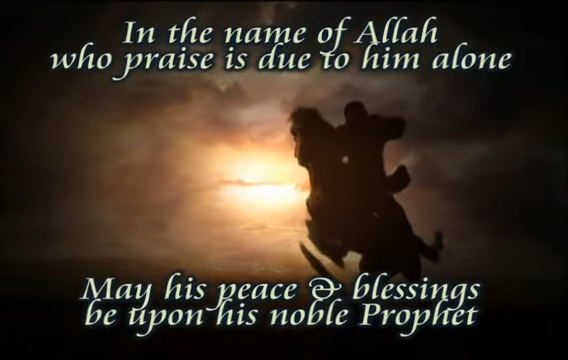 In the name of Allah
who praise is due to him alone
May his peace & blessings
be upon his noble Prophet